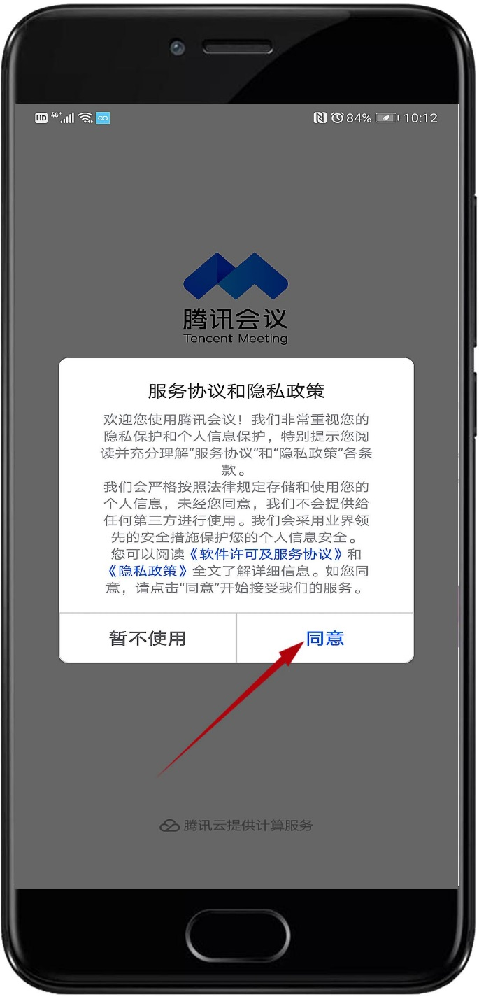 HD 4G+ 84% 10:12
腾讯会议
Tencent Meeting
服务协议和隐私政策
欢迎您使用腾讯会议！我们非常重视您的
隐私保护和个人信息保护，特别提示您阅
读并充分理解“服务协议”和“隐私政策”各条
款。
我们会严格按照法律规定存储和使用您的
个人信息，未经您同意，我们不会提供给
任何第三方进行使用。我们会采用业界领
先的安全措施保护您的个人信息安全。
您可以阅读《软件许可及服务协议》和
《隐私政策》全文了解详细信息。如您同
意，请点击“同意”开始接受我们的服务。
暂不使用 同意
腾讯云提供计算服务